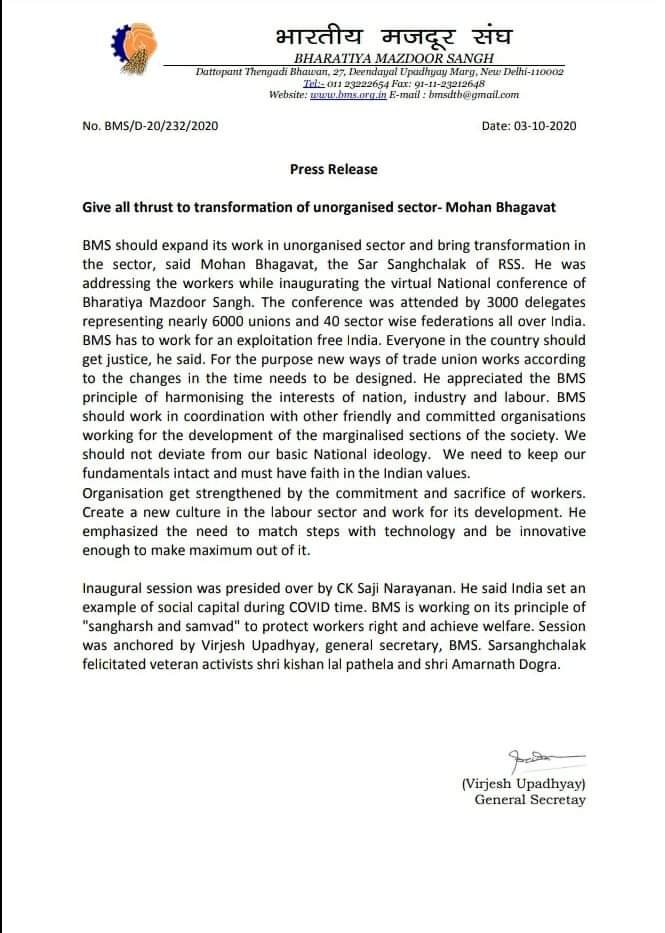 भारतीय मजदूर संघ
BHARATIYA MAZDOOR SANGH
Dattopant Thengadi Bhawan, 27, Deendayal Upadhyay Marg, New Delhi-110002
Tel:- 011 23222654 Fax: 91-11-23212648
Website: www.bms.org.in E-mail : bmsdtb@gmail.com
No. BMS/D-20/232/2020 Date: 03-10-2020
Press Release
Give all thrust to transformation of unorganised sector- Mohan Bhagavat
BMS should expand its work in unorganised sector and bring transformation in
the sector, said Mohan Bhagavat, the Sar Sanghchalak of RSS. He was
addressing the workers while inaugurating the virtual National conference of
Bharatiya Mazdoor Sangh. The conference was attended by 3000 delegates
representing nearly 6000 unions and 40 sector wise federations all over India.
BMS has to work for an exploitation free India. Everyone in the country should
get justice, he said. For the purpose new ways of trade union works according
to the changes in the time needs to be designed. He appreciated the BMS
principle of harmonising the interests of nation, industry and labour. BMS
should work in coordination with other friendly and committed organisations
working for the development of the marginalised sections of the society. We
should not deviate from our basic National ideology. We need to keep our
fundamentals intact and must have faith in the Indian values.
Organisation get strengthened by the commitment and sacrifice of workers.
Create a new culture in the labour sector and work for its development. He
emphasized the need to match steps with technology and be innovative
enough to make maximum out of it.
Inaugural session was presided over by CK Saji Narayanan. He said India set an
example of social capital during COVID time. BMS is working on its principle of
"sangharsh and samvad" to protect workers right and achieve welfare. Session
was anchored by Virjesh Upadhyay, general secretary, BMS. Sarsanghchalak
felicitated veteran activists shri kishan lal pathela and shri Amarnath Dogra.
(Virjesh Upadhyay)
General Secretay